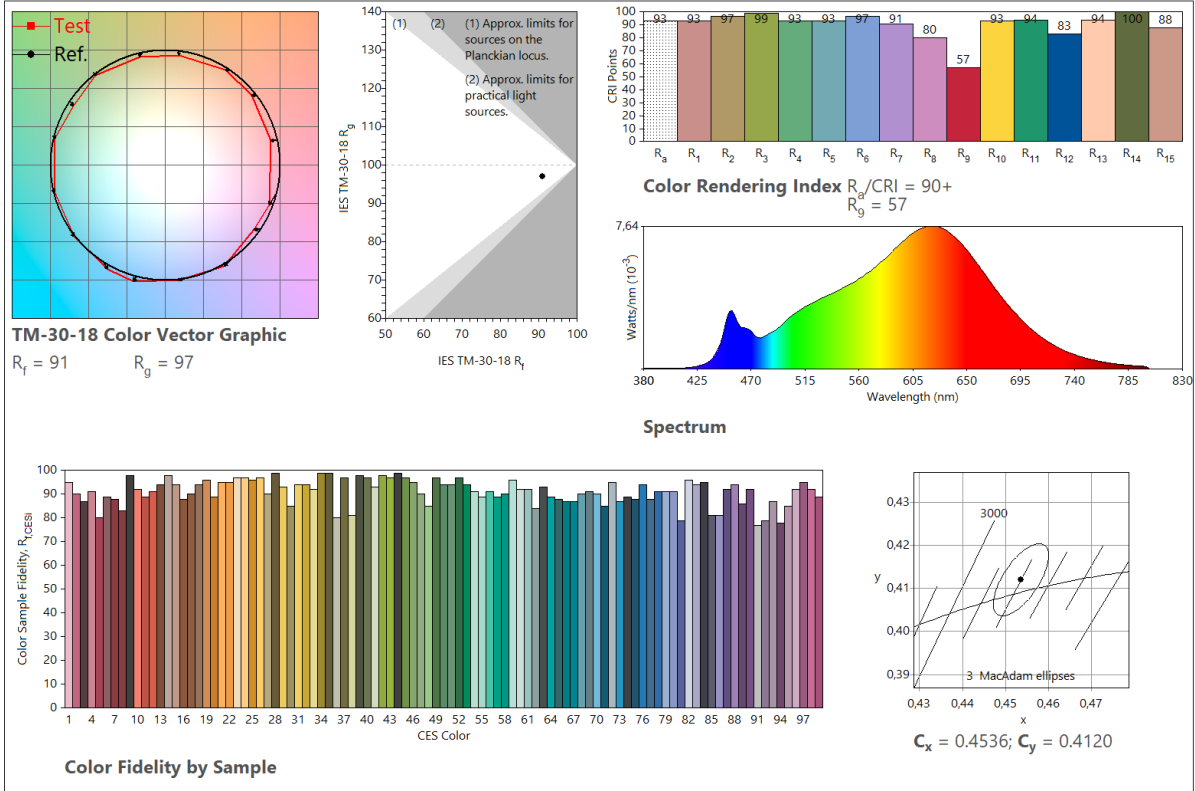 Test
Ref.
TM-30-18 Color Vector Graphic
Rf = 91 Rg = 97
140
130
120
110
100
90
80
70
60
IES TM-30-18 Rg
(1) (2) (1) Approx. limits for
sources on the
Planckian locus.
(2) Approx. limits for
practical light
sources.
50 60 70 80 90 100
IES TM-30-18 Rf
100
90
80
70
60
50
40
30
20
10
0
CRI Points
93 93 97 99 93 93 97 91 80 57 93 94 83 94 100 88
Ra R1 R2 R3 R4 R5 R6 R7 R8 R9 R10 R11 R12 R13 R14 R15
Color Rendering Index Ra/CRI = 90+
R9 = 57
7,64
Watts/nm (10-3)
380 425 470 515 560 605 650 695 740 785 830
Wavelength (nm)
Spectrum
100
90
80
70
60
50
40
30
20
10
0
Color Sample Fidelity, Rf,CESi
1 4 7 10 13 16 19 22 25 28 31 34 37 40 43 46 49 52 55 58 61 64 67 70 73 76 79 82 85 88 91 94 97
CES Color
Color Fidelity by Sample
0,43
0,42
0,41
0,40
0,39
y
3000
3 MacAdam ellipses
0,43 0,44 0,45 0,46 0,47
x
Cx = 0.4536; Cy = 0.4120